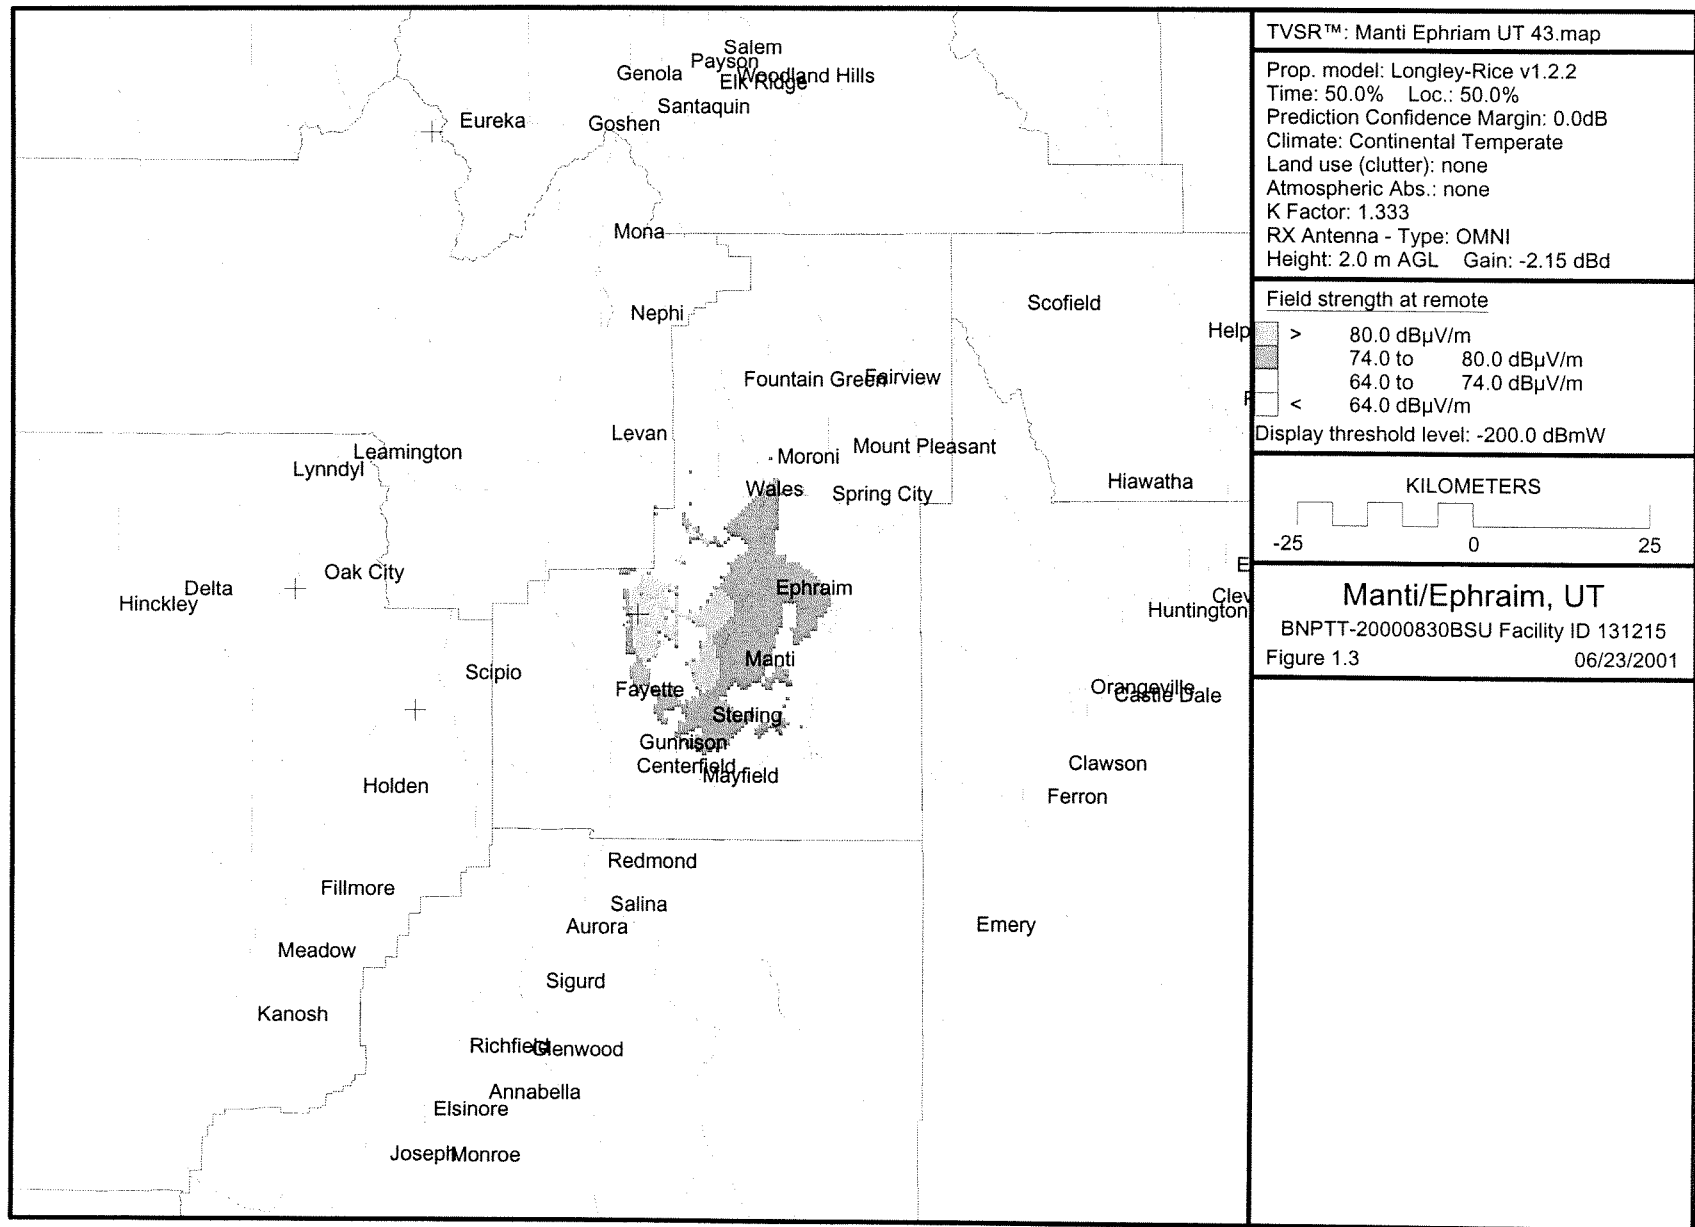 TVSR™: Manti Ephriam UT 43.map
Prop. model: Longley-Rice v1.2.2
Time: 50.0% Loc.: 50.0%
Prediction Confidence Margin: 0.0dB
Climate: Continental Temperate
Land use (clutter): none
Atmospheric Abs.: none
K Factor: 1.333
RX Antenna - Type: OMNI
Height: 2.0 m AGL Gain: -2.15 dBd
Field strength at remote
> 80.0 dBµV/m
74.0 to 80.0 dBµV/m
64.0 to 74.0 dBµV/m
< 64.0 dBµV/m
Display threshold level: -200.0 dBmW
KILOMETERS
-25 0 25
Manti/Ephraim, UT
BNPTT-20000830BSU Facility ID 131215
Figure 1.3 06/23/2001
Salem
Payson
Genola
Woodland Hills
Elk Ridge
Santaquin
Eureka
Goshen
Mona
Scofield
Nephi
Help
Fountain Green
Fairview
F
Levan
Mount Pleasant
Leamington
Moroni
Lynndyl
Hiawatha
Wales
Spring City
E
Oak City
Delta
Ephraim
Clev
Hinckley
Huntington
Manti
Scipio
Fayette
Orangeville
Castle Dale
Sterling
Gunnison
Centerfield
Mayfield
Clawson
Holden
Ferron
Redmond
Fillmore
Salina
Aurora
Emery
Meadow
Sigurd
Kanosh
Richfield
Glenwood
Annabella
Elsinore
Joseph
Monroe